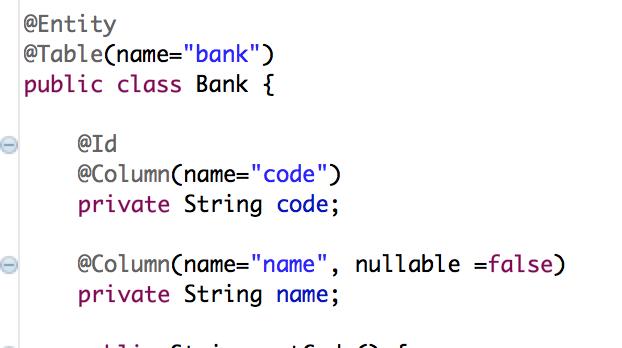 @Entity
@Table(name="bank")
public class Bank {
@Id
@Column(name="code")
private String code;
@Column(name="name", nullable =false)
private String name;